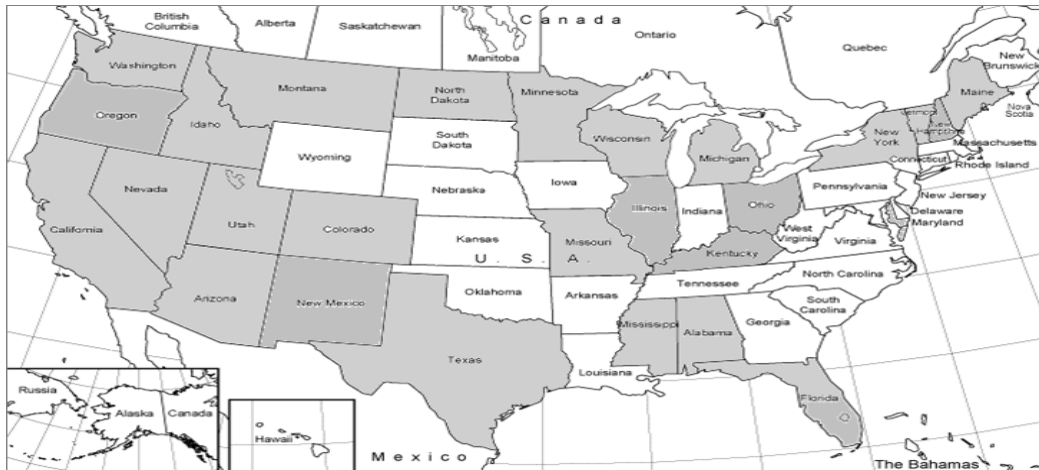 British
Columbia
Alberta
Saskatchewan
Manitoba
Canada
Ontario
Quebec
New
Brunswick
Nova
Scotia
Washington
Montana
North
Dakota
Minnesota
Maine
Vermont
New
Hampshire
Oregon
Idaho
South
Dakota
Wisconsin
Michigan
New
York
Massachusetts
Connecticut
Rhode Island
Wyoming
Nebraska
Iowa
Pennsylvania
New Jersey
Nevada
Utah
Colorado
Illinois
Indiana
Ohio
Delaware
Maryland
California
Kansas
Missouri
West
Virginia
Virginia
Kentucky
U. S. A.
Arizona
New Mexico
Oklahoma
Arkansas
Tennessee
North Carolina
South
Carolina
Texas
Mississippi
Alabama
Georgia
Louisiana
Florida
Russia
Alaska
Canada
Hawaii
Mexico
The Bahamas